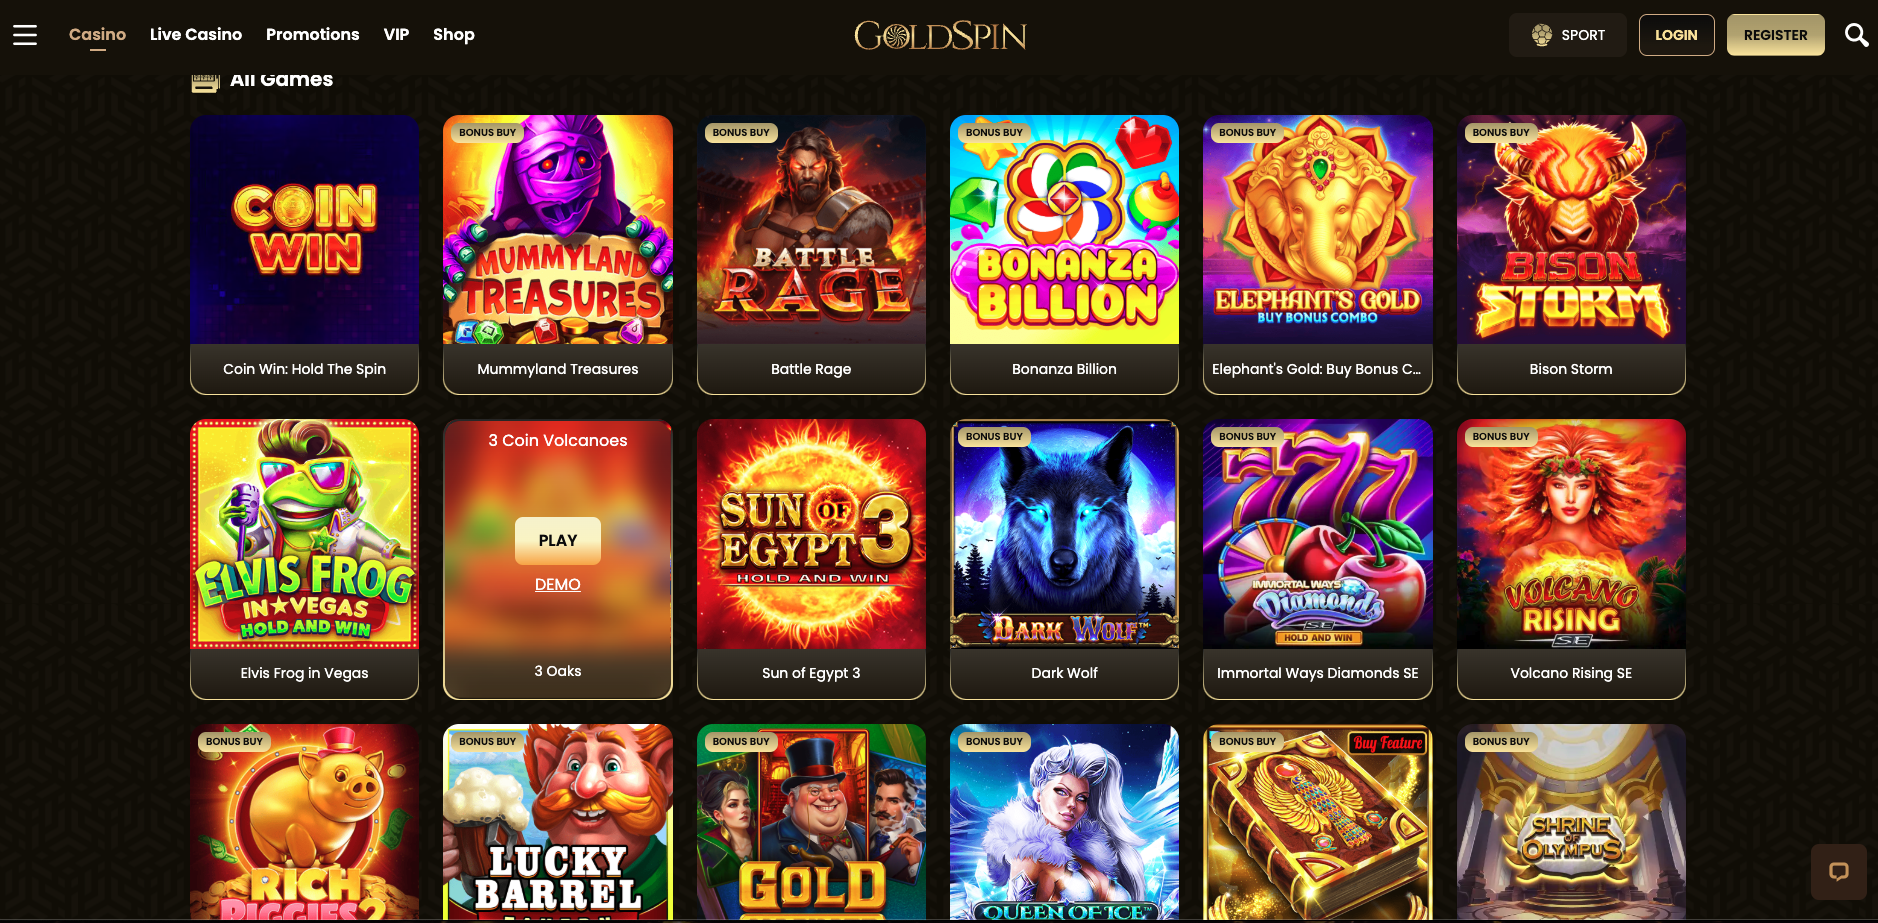 Casino Live Casino Promotions VIP Shop GOLDSPIN SPORT LOGIN REGISTER
All Games
COIN WIN
BONUS BUY
MUMMYLAND TREASURES
BONUS BUY
BATTLE RAGE
BONUS BUY
BONANZA BILLION
BONUS BUY
ELEPHANT'S GOLD
BUY BONUS COMBO
BONUS BUY
BISON STORM
Coin Win: Hold The Spin
Mummyland Treasures
Battle Rage
Bonanza Billion
Elephant's Gold: Buy Bonus C...
Bison Storm
ELVIS FROG
IN VEGAS
HOLD AND WIN
3 Coin Volcanoes
PLAY
DEMO
3 Oaks
SUN OF EGYPT 3
HOLD AND WIN
BONUS BUY
DARK WOLF™
BONUS BUY
777
IMMORTAL WAYS
Diamonds
SE
HOLD AND WIN
BONUS BUY
VOLCANO
RISING
SE
Elvis Frog in Vegas
Sun of Egypt 3
Dark Wolf
Immortal Ways Diamonds SE
Volcano Rising SE
BONUS BUY
RICH
PIGGIES 2
BONUS BUY
LUCKY
BARREL
BONUS BUY
GOLD
BONUS BUY
QUEEN OF ICE™
BONUS BUY
Buy Feature
BONUS BUY
SHRINE
OF
OLYMPUS